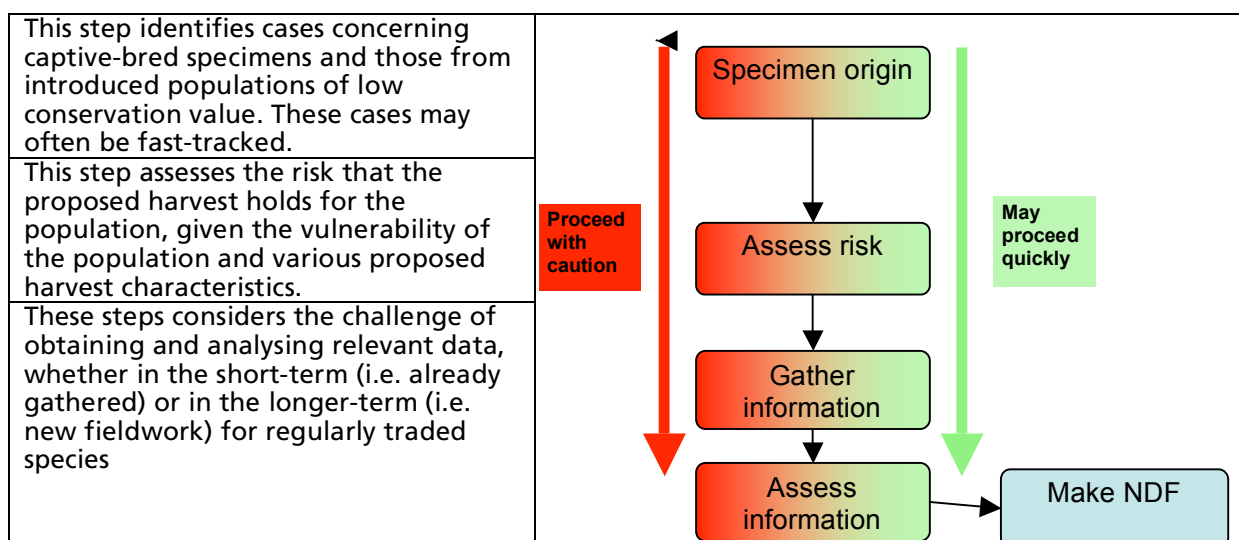 This step identifies cases concerning
captive-bred specimens and those from
introduced populations of low
conservation value. These cases may
often be fast-tracked.
This step assesses the risk that the
proposed harvest holds for the
population, given the vulnerability of
the population and various proposed
harvest characteristics.
These steps considers the challenge of
obtaining and analysing relevant data,
whether in the short-term (i.e. already
gathered) or in the longer-term (i.e.
new fieldwork) for regularly traded
species
Specimen origin
Proceed
with
caution
Assess risk
May
proceed
quickly
Gather
information
Assess
information
Make NDF